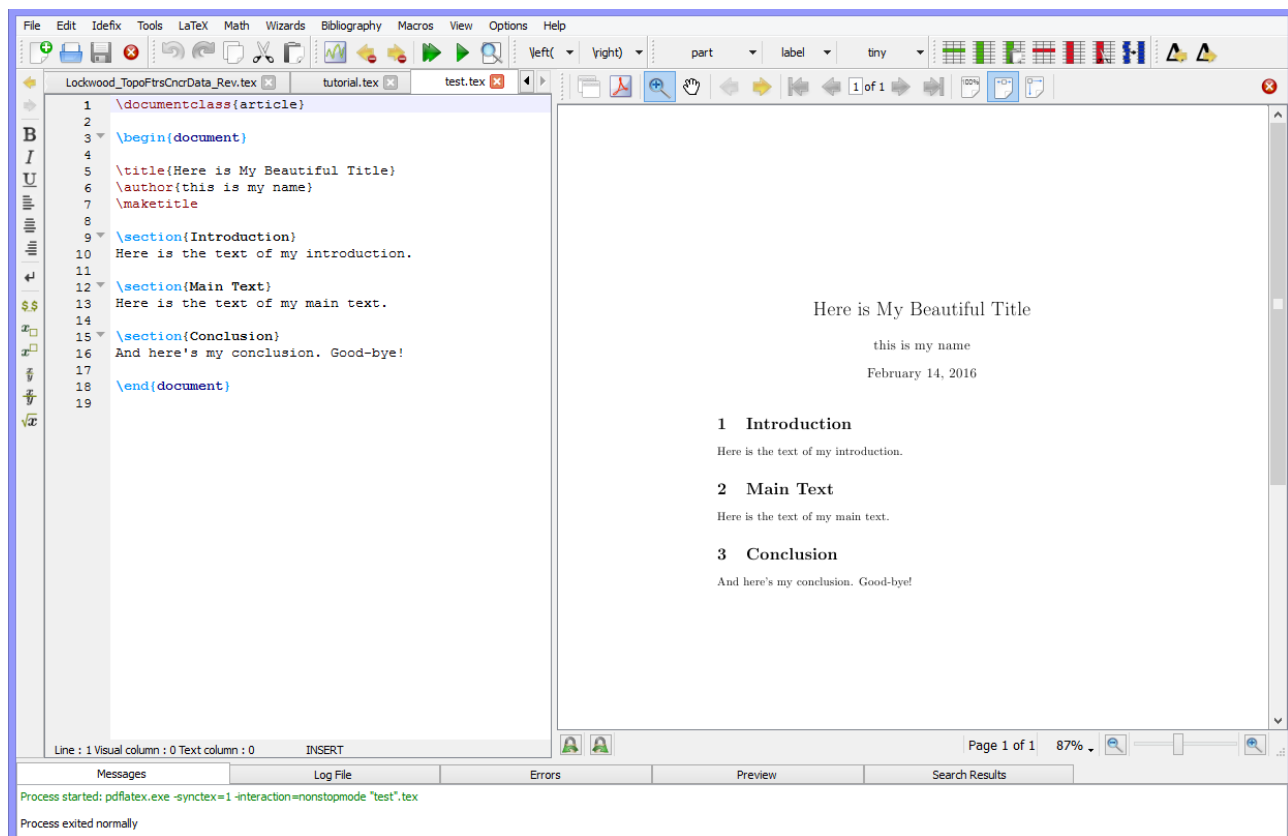 File Edit Idefix Tools LaTeX Math Wizards Bibliography Macros View Options Help
\left( \right) part label tiny
Lockwood_TopoFtrsCncrData_Rev.tex tutorial.tex test.tex
1 of 1 100%
B
I
U
$$
x
x
x/y
x/y
√x
1 \documentclass{article}
2
3 \begin{document}
4
5 \title{Here is My Beautiful Title}
6 \author{this is my name}
7 \maketitle
8
9 \section{Introduction}
10 Here is the text of my introduction.
11
12 \section{Main Text}
13 Here is the text of my main text.
14
15 \section{Conclusion}
16 And here's my conclusion. Good-bye!
17
18 \end{document}
19
Here is My Beautiful Title
this is my name
February 14, 2016
1 Introduction
Here is the text of my introduction.
2 Main Text
Here is the text of my main text.
3 Conclusion
And here's my conclusion. Good-bye!
Line : 1 Visual column : 0 Text column : 0 INSERT
Page 1 of 1 87%
Messages Log File Errors Preview Search Results
Process started: pdflatex.exe -synctex=1 -interaction=nonstopmode "test".tex
Process exited normally